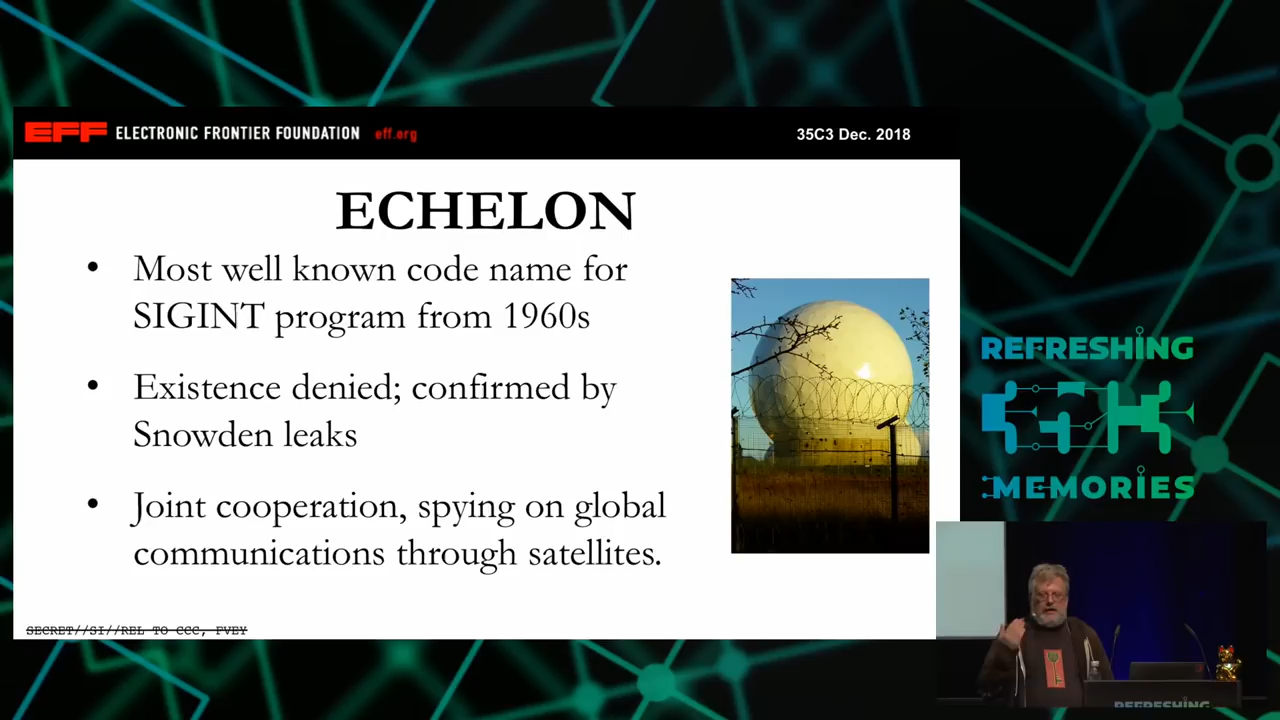 EFF ELECTRONIC FRONTIER FOUNDATION eff.org
35C3 Dec. 2018
ECHELON
• Most well known code name for
SIGINT program from 1960s
• Existence denied; confirmed by
Snowden leaks
• Joint cooperation, spying on global
communications through satellites.
SECRET//SI//REL TO CCC, FVEY
REFRESHING
35C3
MEMORIES
REFRESHING